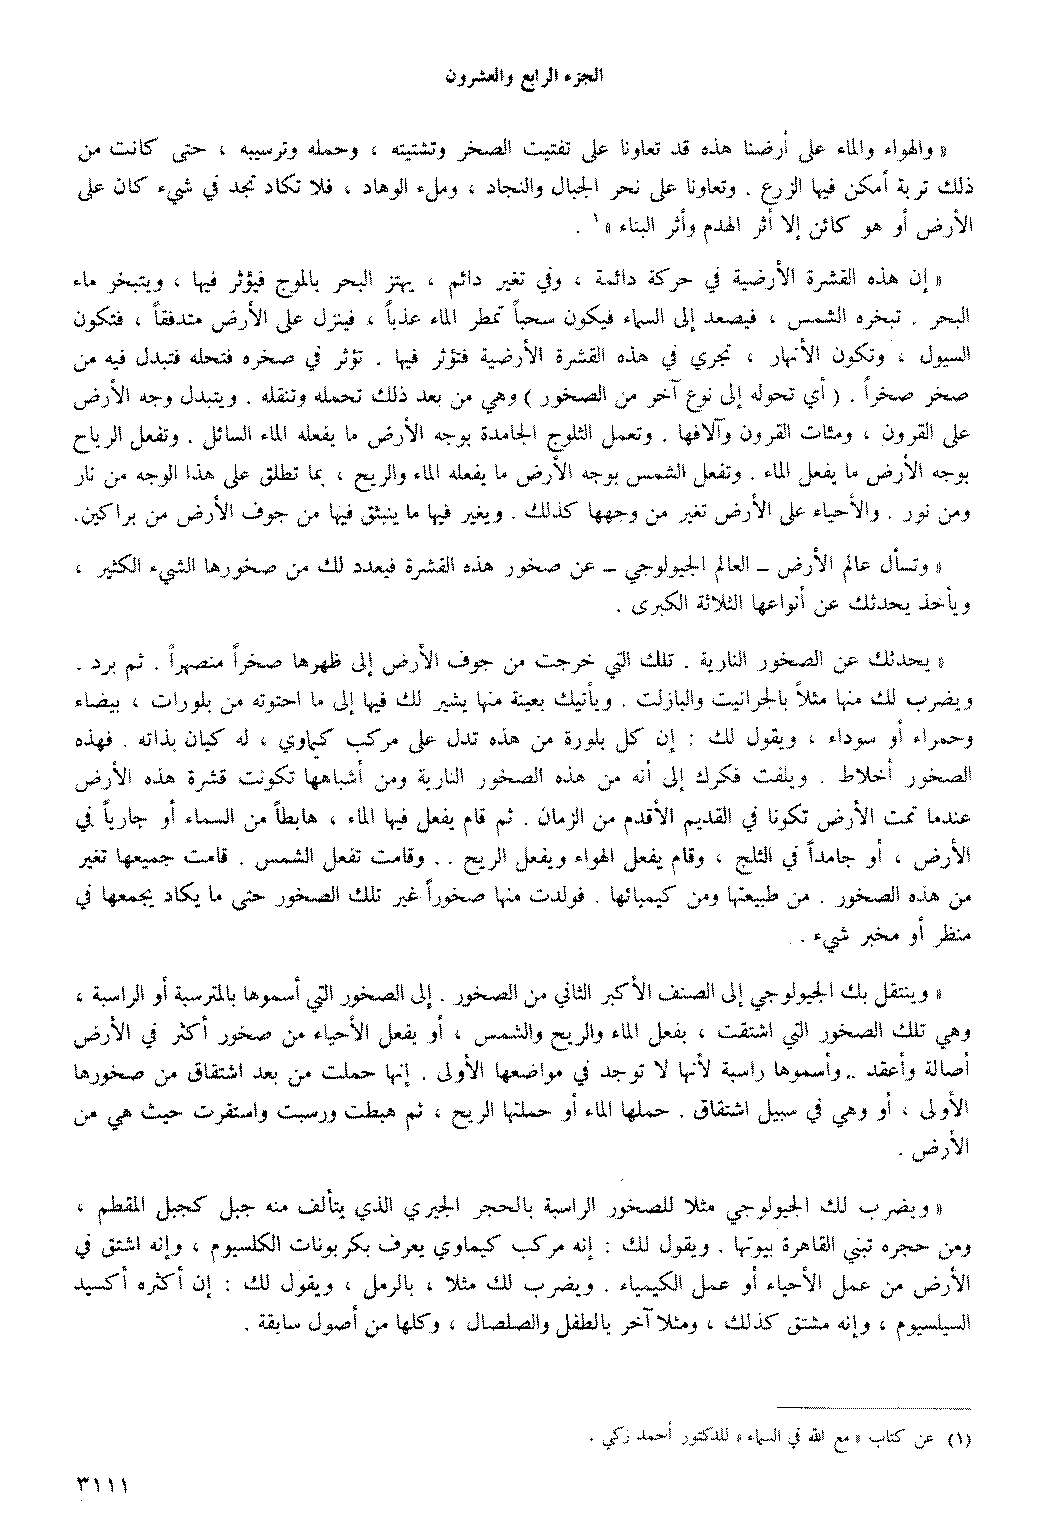 الجزء الرابع والعشرون
« والهواء والماء على أرضنا هذه قد تعاونا على تفتيت الصخر وتشتيته ، وحمله وترسيبه ، حتى كانت من
ذلك تربة أمكن فيها الزرع . وتعاونا على نحر الجبال والنجاد ، وملء الوهاد ، فلا تكاد تجد في شيء كان على
الأرض أو هو كائن إلا أثر الهدم وأثر البناء »١ .
« إن هذه القشرة الأرضية في حركة دائمة ، وفي تغير دائم ، يهتز البحر بالموج فيؤثر فيها ، ويتبخر ماء
البحر . تبخره الشمس ، فيصعد إلى السماء فيكون سحباً تمطر الماء عذباً ، فينزل على الأرض متدفقاً ، فتكون
السيول ، وتكون الأنهار ، تجري في هذه القشرة الأرضية فتؤثر فيها . تؤثر في صخره فتحله فتبدل فيه من
صخر صخراً . ( أي تحوله إلى نوع آخر من الصخور ) وهي من بعد ذلك تحمله وتنقله . ويتبدل وجه الأرض
على القرون ، ومئات القرون وآلافها . وتعمل الثلوج الجامدة بوجه الأرض ما يفعله الماء السائل . وتفعل الرياح
بوجه الأرض ما يفعل الماء . وتفعل الشمس بوجه الأرض ما يفعله الماء والريح ، بما تطلق على هذا الوجه من نار
ومن نور . والأحياء على الأرض تغير من وجهها كذلك . ويغير فيها ما ينبثق فيها من جوف الأرض من براكين.
« وتسأل عالم الأرض – العالم الجيولوجي – عن صخور هذه القشرة فيعدد لك من صخورها الشيء الكثير ،
ويأخذ يحدثك عن أنواعها الثلاثة الكبرى .
« يحدثك عن الصخور النارية . تلك التي خرجت من جوف الأرض إلى ظهرها صخراً منصهراً . ثم برد .
ويضرب لك منها مثلاً بالجرانيت والبازلت . ويأتيك بعينة منها يشير لك فيها إلى ما احتوته من بلورات ، بيضاء
وحمراء أو سوداء ، ويقول لك : إن كل بلورة من هذه تدل على مركب كيماوي ، له كيان بذاته . فهذه
الصخور أخلاط . ويلفت فكرك إلى أنه من هذه الصخور النارية ومن أشباهها تكونت قشرة هذه الأرض
عندما تمت الأرض تكونا في القديم الأقدم من الزمان . ثم قام يفعل فيها الماء ، هابطاً من السماء أو جارياً في
الأرض ، أو جامداً في الثلج ، وقام يفعل الهواء ويفعل الريح .. وقامت تفعل الشمس . قامت جميعها تغير
من هذه الصخور . من طبيعتها ومن كيميائها . فولدت منها صخوراً غير تلك الصخور حتى ما يكاد يجمعها في
منظر أو مخبر شيء .
« وينتقل بك الجيولوجي إلى الصنف الأكبر الثاني من الصخور . إلى الصخور التي أسموها بالمترسبة أو الراسبة ،
وهي تلك الصخور التي اشتقت ، بفعل الماء والريح والشمس ، أو بفعل الأحياء من صخور أكثر في الأرض
أصالة وأعقد .. وأسموها راسبة لأنها لا توجد في مواضعها الأولى . إنها حملت من بعد اشتقاق من صخورها
الأولى ، أو وهي في سبيل اشتقاق . حملها الماء أو حملتها الريح ، ثم هبطت ورسبت واستقرت حيث هي من
الأرض .
« ويضرب لك الجيولوجي مثلا للصخور الراسبة بالحجر الجيري الذي يتألف منه جبل كجبل المقطم ،
ومن حجره تبني القاهرة بيوتها . ويقول لك : إنه مركب كيماوي يعرف بكربونات الكلسيوم ، وإنه اشتق في
الأرض من عمل الأحياء أو عمل الكيمياء . ويضرب لك مثلا ، بالرمل ، ويقول لك : إن أكثره أكسيد
السيلسيوم ، وإنه مشتق كذلك ، ومثلا آخر بالطفل والصلصال ، وكلها من أصول سابقة .
(١) عن كتاب « مع الله في السماء » للدكتور أحمد زكي .
٣١١١